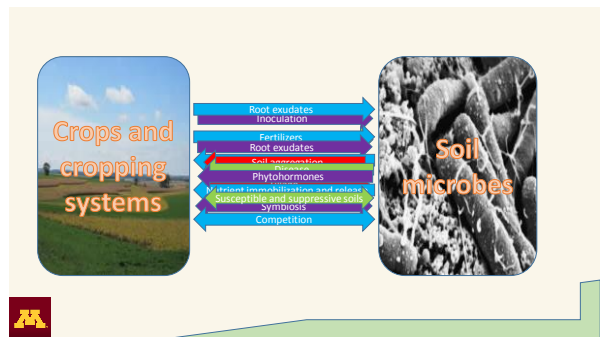 Crops and
cropping
systems
Root exudates
Inoculation
Fertilizers
Root exudates
Soil aggregation
Disease
Phytohormones
Nutrient immobilization and release
Susceptible and suppressive soils
Symbiosis
Competition
Soil
microbes
M